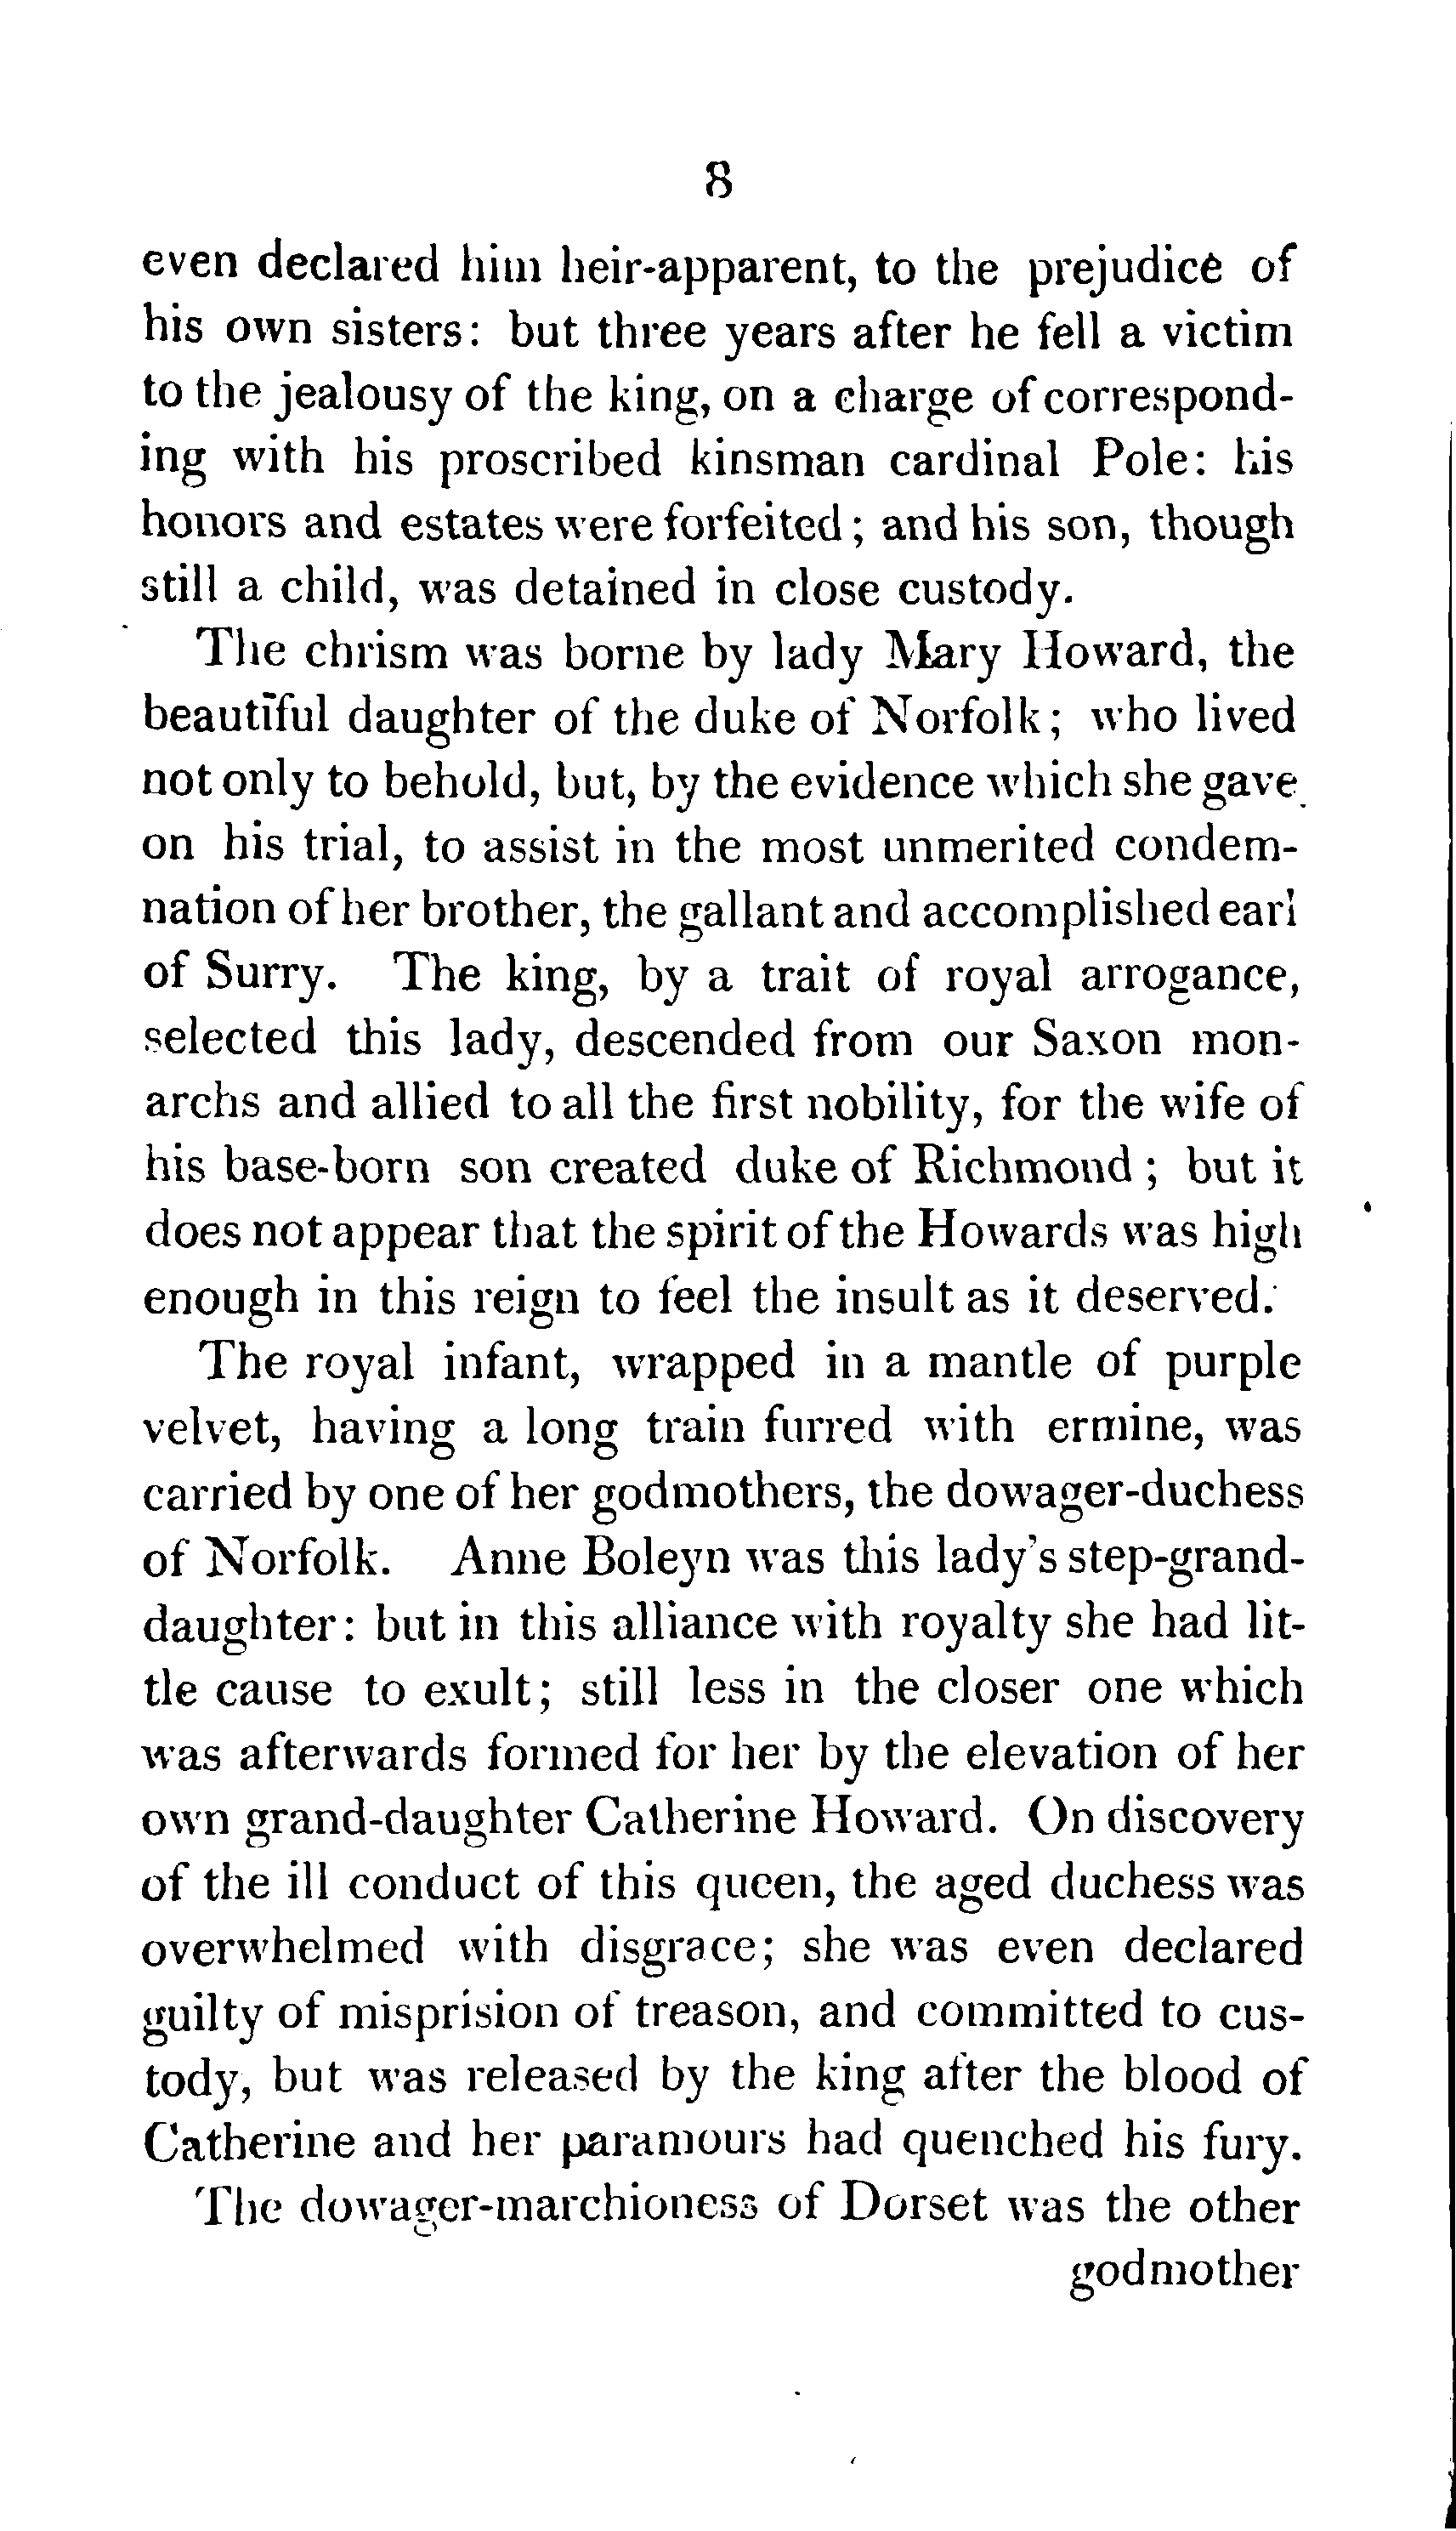 8
even declared him heir-apparent, to the prejudice of
his own sisters: but three years after he fell a victim
to the jealousy of the king, on a charge of correspond-
ing with his proscribed kinsman cardinal Pole: his
honors and estates were forfeited; and his son, though
still a child, was detained in close custody.
The chrism was borne by lady Mary Howard, the
beautiful daughter of the duke of Norfolk; who lived
not only to behold, but, by the evidence which she gave
on his trial, to assist in the most unmerited condem-
nation of her brother, the gallant and accomplished earl
of Surry. The king, by a trait of royal arrogance,
selected this lady, descended from our Saxon mon-
archs and allied to all the first nobility, for the wife of
his base-born son created duke of Richmond; but it
does not appear that the spirit of the Howards was high
enough in this reign to feel the insult as it deserved.
The royal infant, wrapped in a mantle of purple
velvet, having a long train furred with ermine, was
carried by one of her godmothers, the dowager-duchess
of Norfolk. Anne Boleyn was this lady's step-grand-
daughter: but in this alliance with royalty she had lit-
tle cause to exult; still less in the closer one which
was afterwards formed for her by the elevation of her
own grand-daughter Catherine Howard. On discovery
of the ill conduct of this queen, the aged duchess was
overwhelmed with disgrace; she was even declared
guilty of misprision of treason, and committed to cus-
tody, but was released by the king after the blood of
Catherine and her paramours had quenched his fury.
The dowager-marchioness of Dorset was the other
godmother